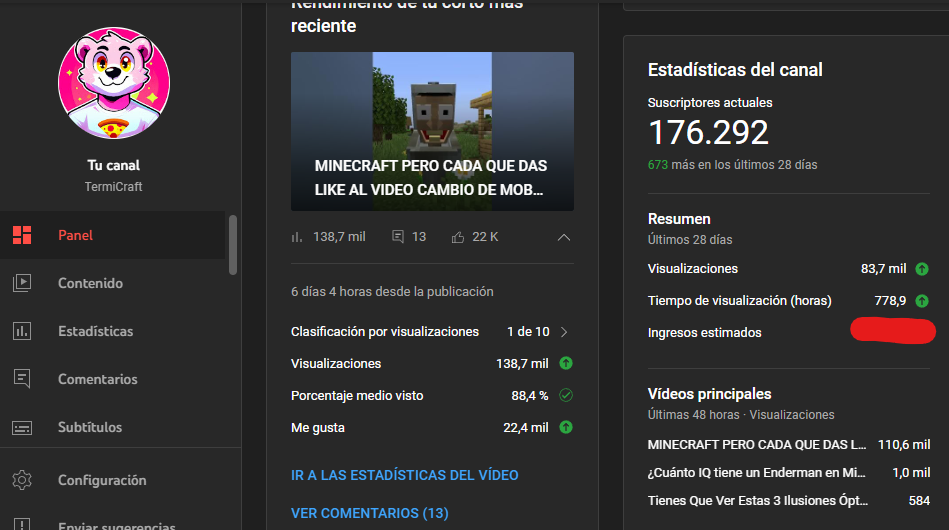 Tu canal
TermiCraft
Panel
Contenido
Estadísticas
Comentarios
Subtítulos
Configuración
Enviar sugerencias
Rendimiento de tu corto más
reciente
MINECRAFT PERO CADA QUE DAS
LIKE AL VIDEO CAMBIO DE MOB...
138,7 mil 13 22 K
6 días 4 horas desde la publicación
Clasificación por visualizaciones 1 de 10
Visualizaciones 138,7 mil
Porcentaje medio visto 88,4 %
Me gusta 22,4 mil
IR A LAS ESTADÍSTICAS DEL VÍDEO
VER COMENTARIOS (13)
Estadísticas del canal
Suscriptores actuales
176.292
673 más en los últimos 28 días
Resumen
Últimos 28 días
Visualizaciones 83,7 mil
Tiempo de visualización (horas) 778,9
Ingresos estimados
Vídeos principales
Últimas 48 horas · Visualizaciones
MINECRAFT PERO CADA QUE DAS L... 110,6 mil
¿Cuánto IQ tiene un Enderman en Mi... 1,0 mil
Tienes Que Ver Estas 3 Ilusiones Ópt... 584